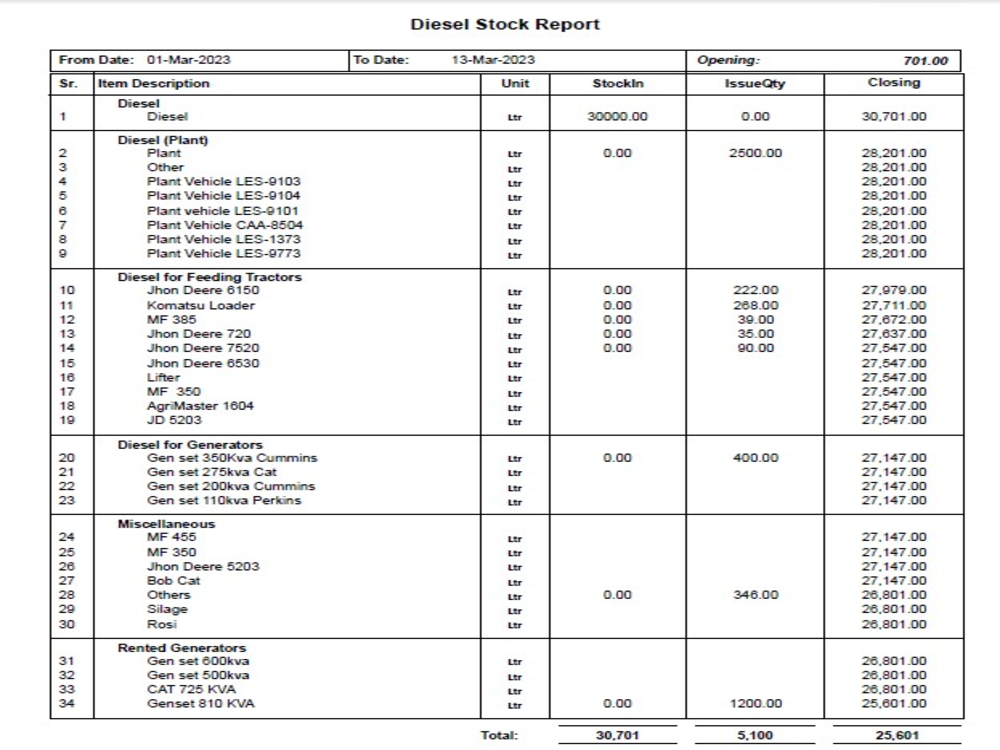 Diesel Stock Report
From Date: 01-Mar-2023 To Date: 13-Mar-2023 Opening: 701.00
Sr. Item Description Unit StockIn IssueQty Closing
Diesel
1 Diesel Ltr 30000.00 0.00 30,701.00
Diesel (Plant)
2 Plant Ltr 0.00 2500.00 28,201.00
3 Other Ltr 28,201.00
4 Plant Vehicle LES-9103 Ltr 28,201.00
5 Plant Vehicle LES-9104 Ltr 28,201.00
6 Plant vehicle LES-9101 Ltr 28,201.00
7 Plant Vehicle CAA-8504 Ltr 28,201.00
8 Plant Vehicle LES-1373 Ltr 28,201.00
9 Plant Vehicle LES-9773 Ltr 28,201.00
Diesel for Feeding Tractors
10 Jhon Deere 6150 Ltr 0.00 222.00 27,979.00
11 Komatsu Loader Ltr 0.00 268.00 27,711.00
12 MF 385 Ltr 0.00 39.00 27,672.00
13 Jhon Deere 720 Ltr 0.00 35.00 27,637.00
14 Jhon Deere 7520 Ltr 0.00 90.00 27,547.00
15 Jhon Deere 6530 Ltr 27,547.00
16 Lifter Ltr 27,547.00
17 MF 350 Ltr 27,547.00
18 AgriMaster 1604 Ltr 27,547.00
19 JD 5203 Ltr 27,547.00
Diesel for Generators
20 Gen set 350Kva Cummins Ltr 0.00 400.00 27,147.00
21 Gen set 275kva Cat Ltr 27,147.00
22 Gen set 200kva Cummins Ltr 27,147.00
23 Gen set 110kva Perkins Ltr 27,147.00
Miscellaneous
24 MF 455 Ltr 27,147.00
25 MF 350 Ltr 27,147.00
26 Jhon Deere 5203 Ltr 27,147.00
27 Bob Cat Ltr 27,147.00
28 Others Ltr 0.00 346.00 26,801.00
29 Silage Ltr 26,801.00
30 Rosi Ltr 26,801.00
Rented Generators
31 Gen set 600kva Ltr 26,801.00
32 Gen set 500kva Ltr 26,801.00
33 CAT 725 KVA Ltr 26,801.00
34 Genset 810 KVA Ltr 0.00 1200.00 25,601.00
Total: 30,701 5,100 25,601